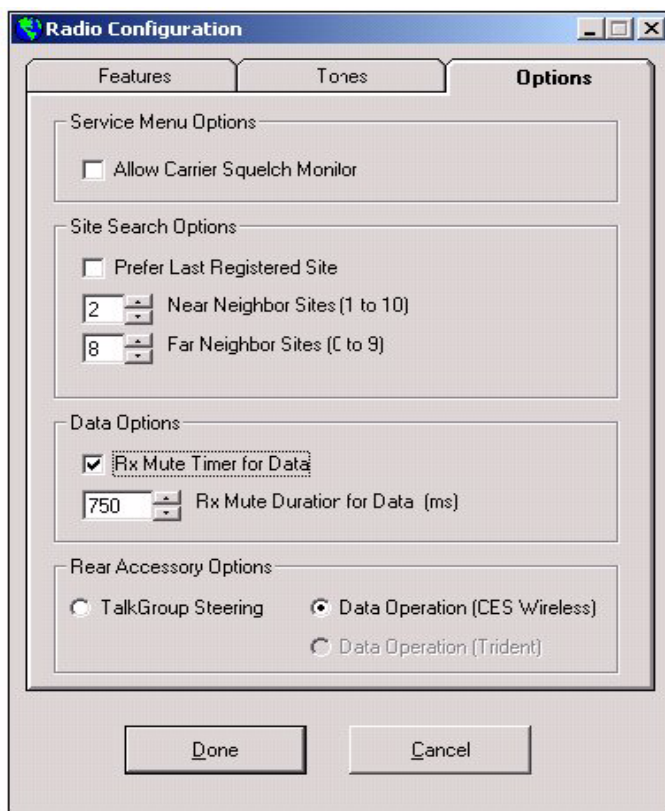 Radio Configuration
Features Tones Options
Service Menu Options
Allow Carrier Squelch Monitor
Site Search Options
Prefer Last Registered Site
2 Near Neighbor Sites (1 to 10)
8 Far Neighbor Sites (0 to 9)
Data Options
Rx Mute Timer for Data
750 Rx Mute Duration for Data (ms)
Rear Accessory Options
TalkGroup Steering Data Operation (CES Wireless)
Data Operation (Trident)
Done Cancel